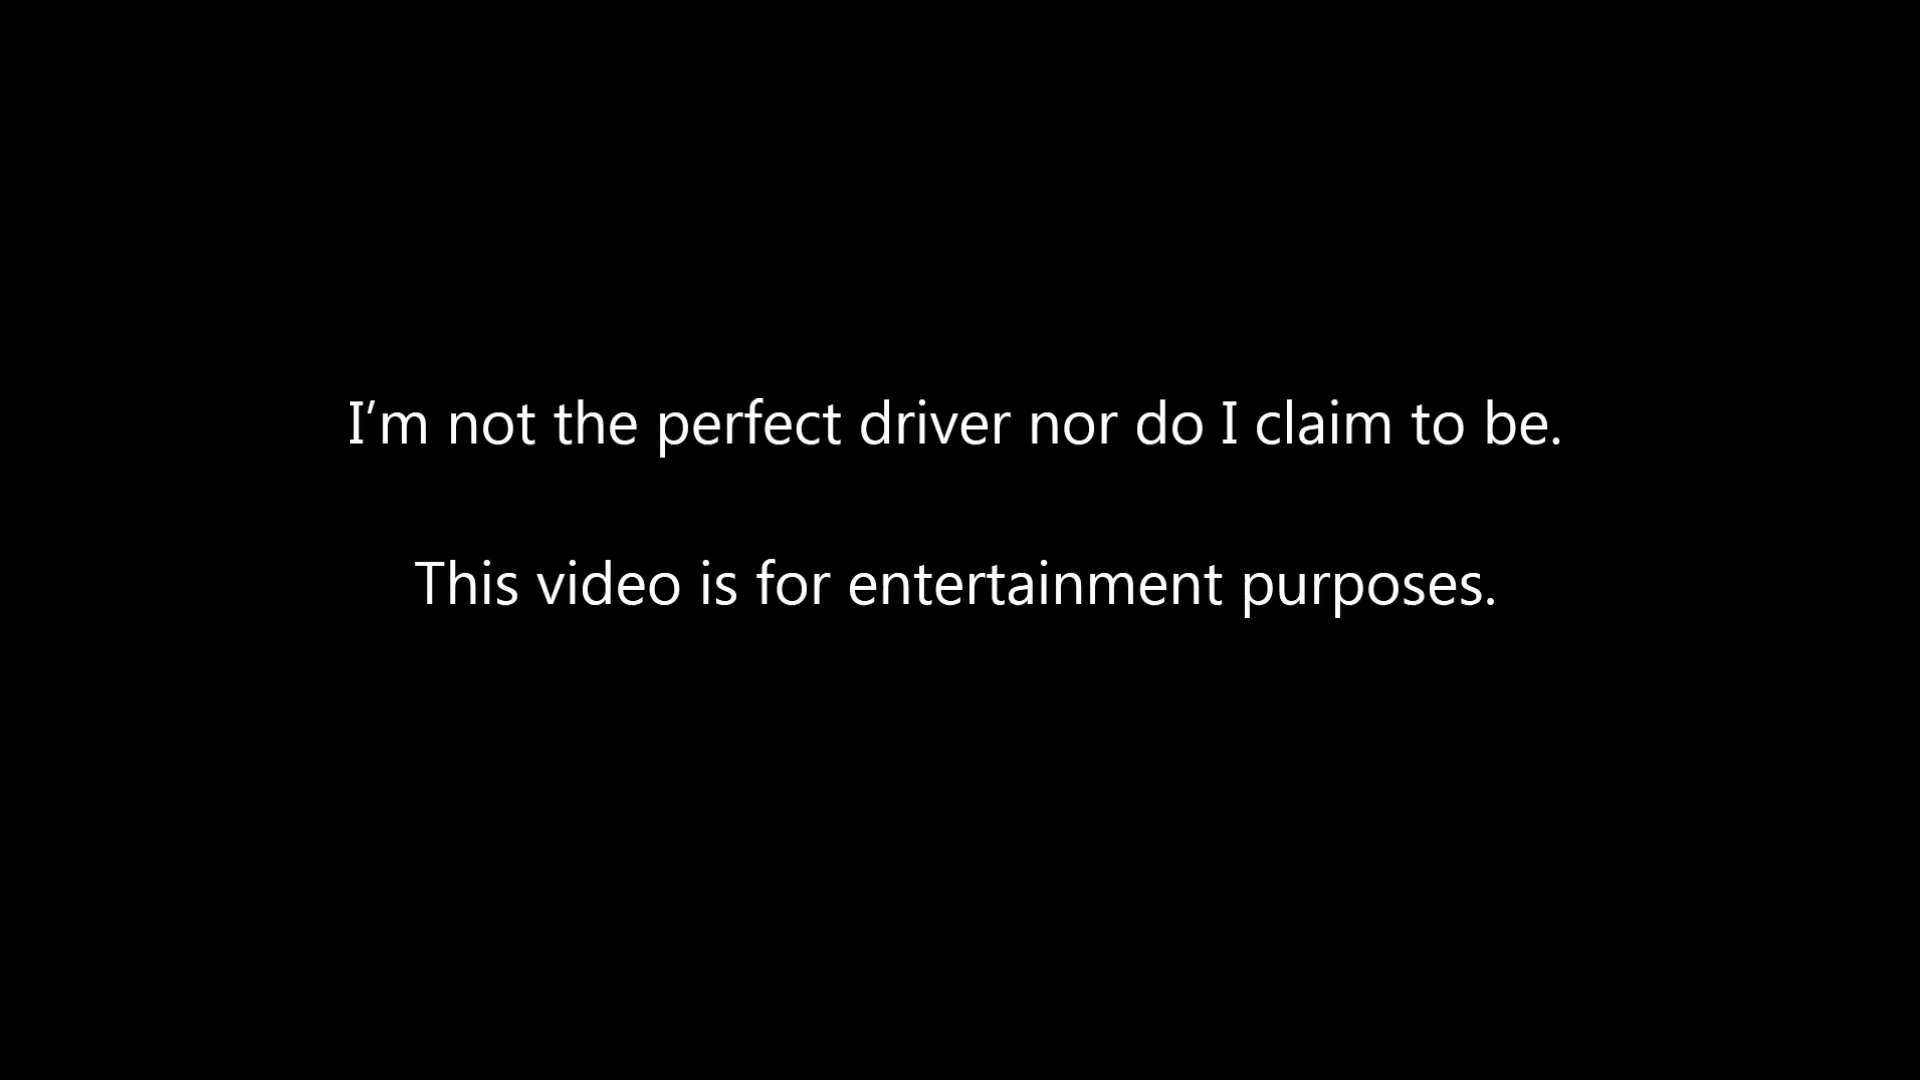 I'm not the perfect driver nor do I claim to be.
This video is for entertainment purposes.